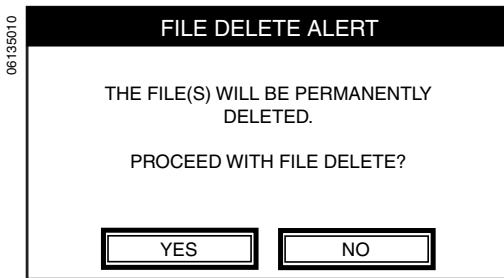 06135010
FILE DELETE ALERT
THE FILE(S) WILL BE PERMANENTLY
DELETED.
PROCEED WITH FILE DELETE?
YES
NO